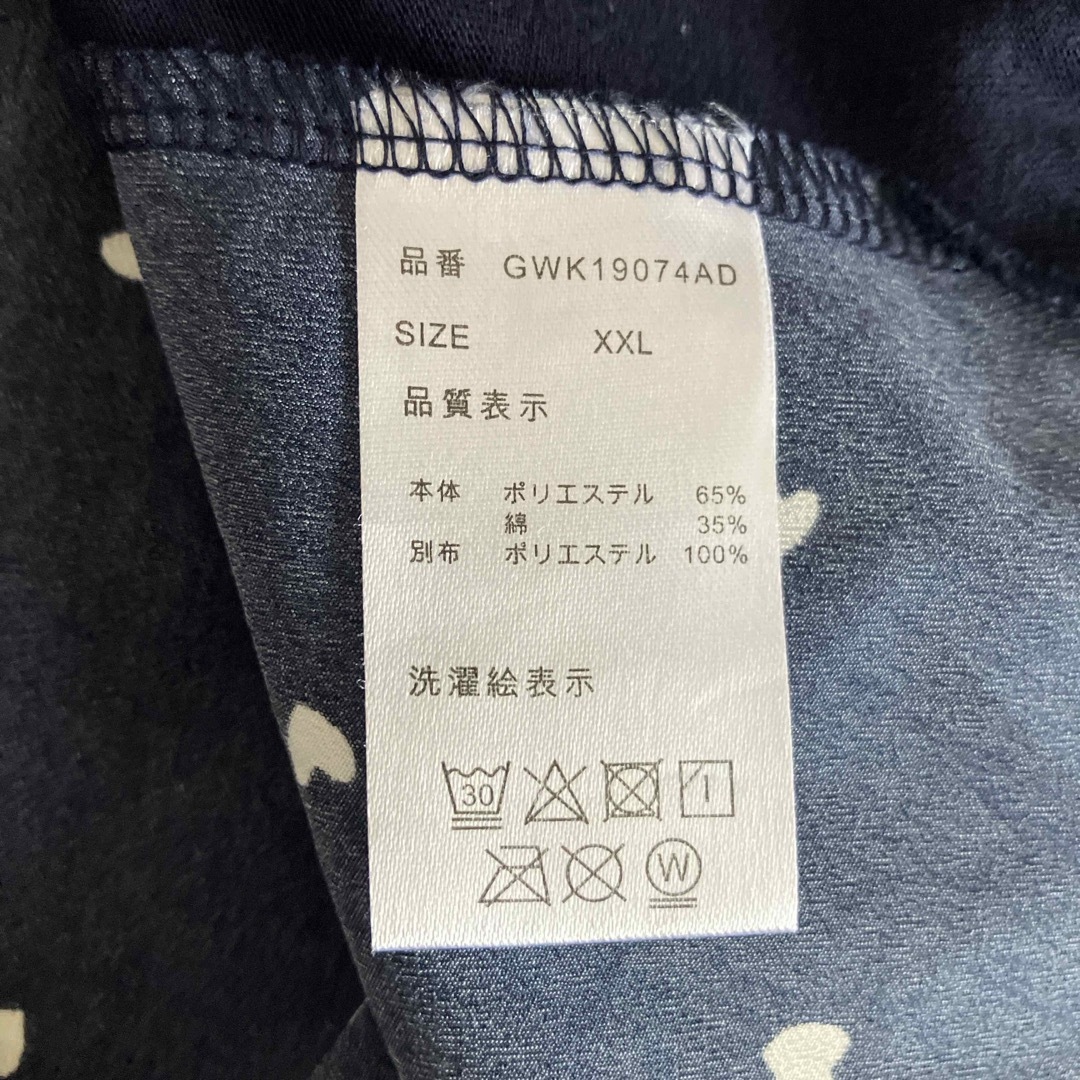 品番 GWK19074AD
SIZE XXL
品質表示
本体 ポリエステル 65%
綿 35%
別布 ポリエステル 100%
洗濯絵表示
30
W